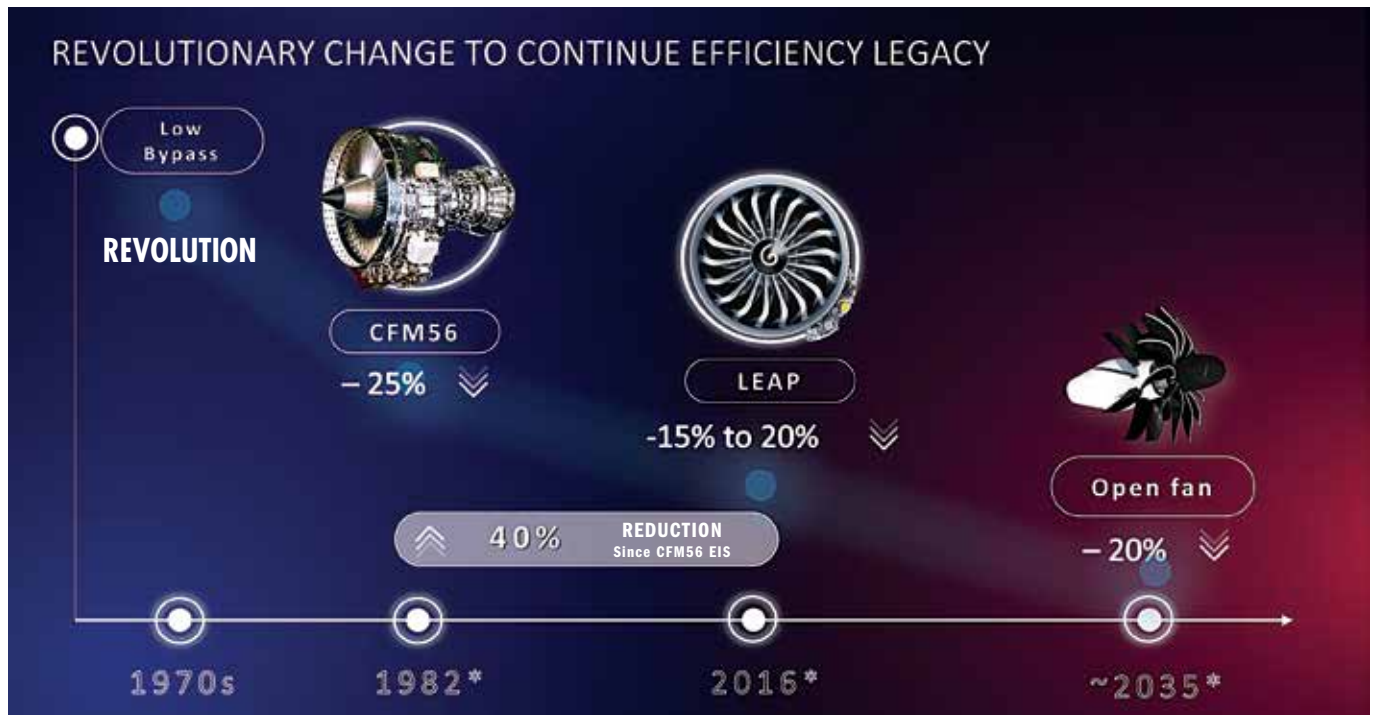 REVOLUTIONARY CHANGE TO CONTINUE EFFICIENCY LEGACY
Low
Bypass
REVOLUTION
CFM56
– 25%
LEAP
-15% to 20%
Open fan
– 20%
40%
REDUCTION
Since CFM56 EIS
1970s
1982*
2016*
~2035*